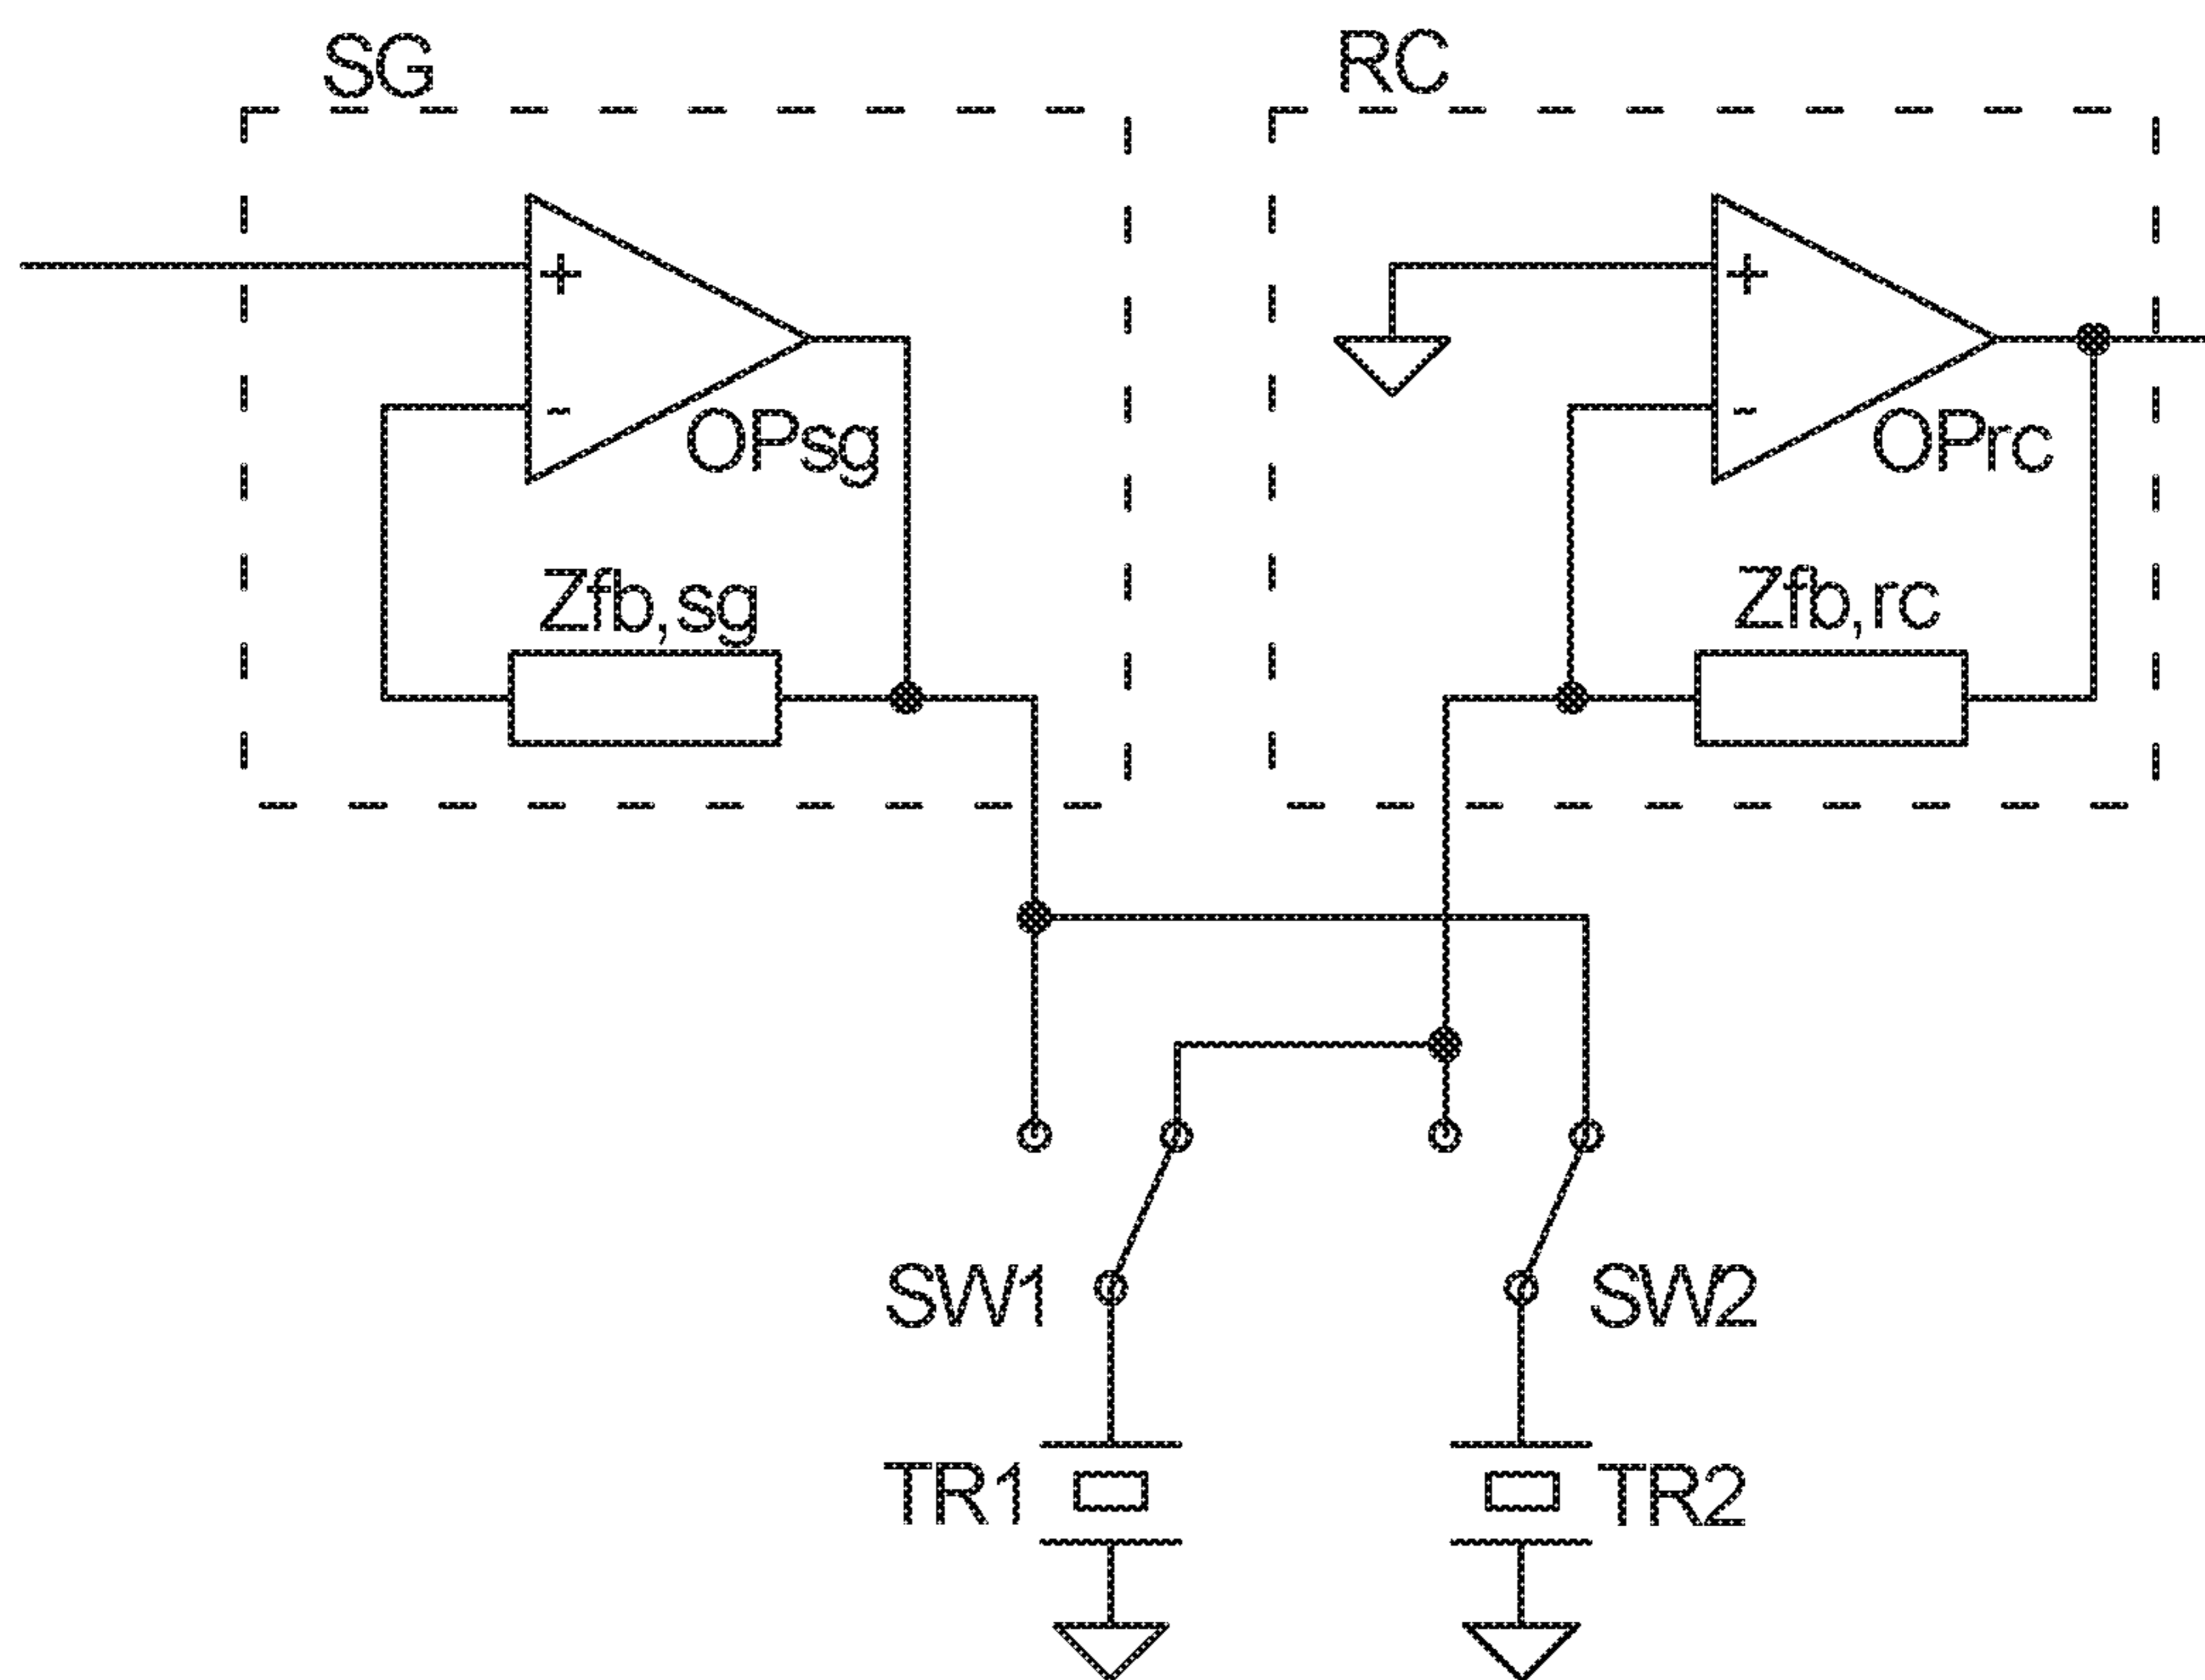 SG
RC
+
+
-
-
OPsg
OPrc
Zfb,sg
Zfb,rc
SW1
SW2
TR1
TR2